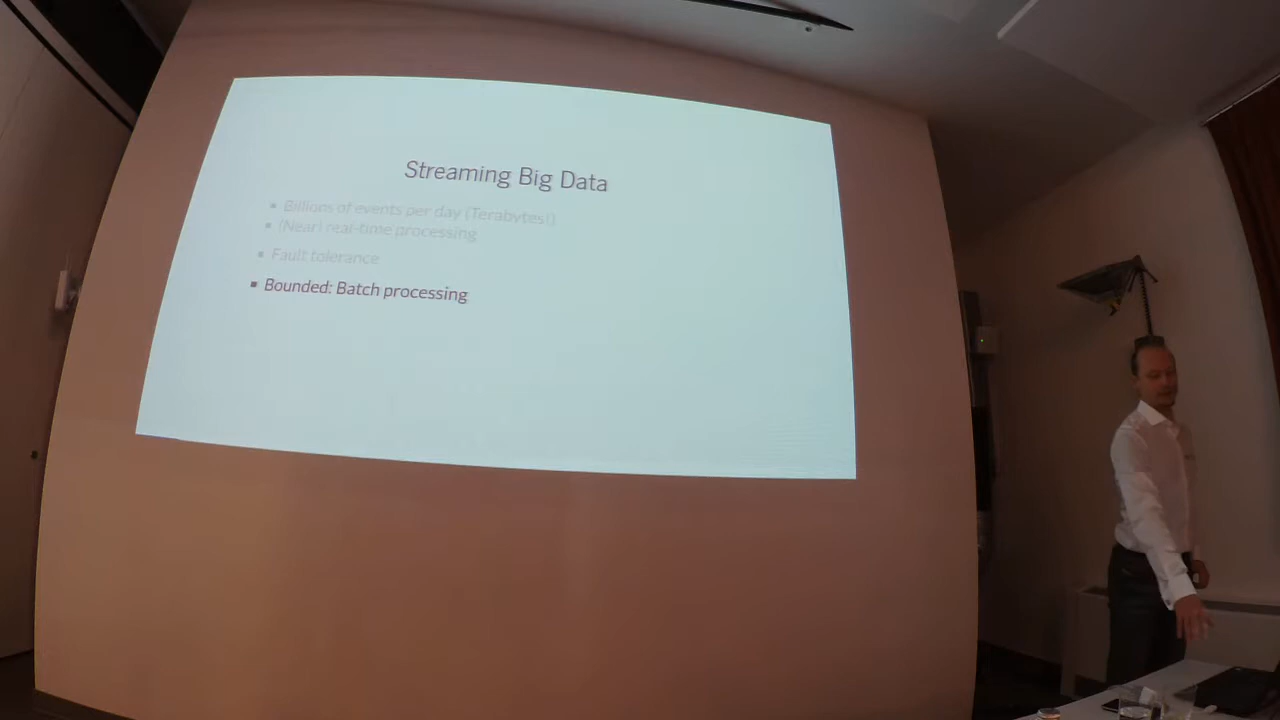 Streaming Big Data
Billions of events per day (Terabytes!)
(Near) real-time processing
Fault tolerance
Bounded: Batch processing